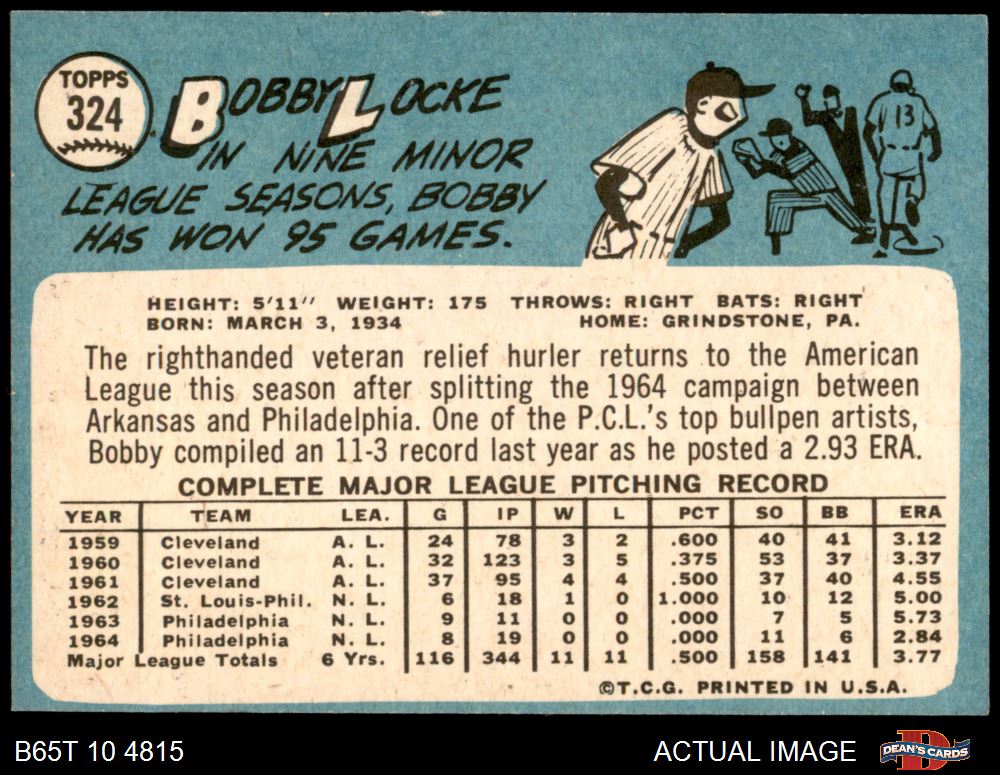 TOPPS
324
BOBBY LOCKE
IN NINE MINOR
LEAGUE SEASONS, BOBBY
HAS WON 95 GAMES.
13
HEIGHT: 5'11" WEIGHT: 175 THROWS: RIGHT BATS: RIGHT
BORN: MARCH 3, 1934 HOME: GRINDSTONE, PA.
The righthanded veteran relief hurler returns to the American
League this season after splitting the 1964 campaign between
Arkansas and Philadelphia. One of the P.C.L.'s top bullpen artists,
Bobby compiled an 11-3 record last year as he posted a 2.93 ERA.
COMPLETE MAJOR LEAGUE PITCHING RECORD
YEAR TEAM LEA. G IP W L PCT SO BB ERA
1959 Cleveland A. L. 24 78 3 2 .600 40 41 3.12
1960 Cleveland A. L. 32 123 3 5 .375 53 37 3.37
1961 Cleveland A. L. 37 95 4 4 .500 37 40 4.55
1962 St. Louis-Phil. N. L. 6 18 1 0 1.000 10 12 5.00
1963 Philadelphia N. L. 9 11 0 0 .000 7 5 5.73
1964 Philadelphia N. L. 8 19 0 0 .000 11 6 2.84
Major League Totals 6 Yrs. 116 344 11 11 .500 158 141 3.77
©T.C.G. PRINTED IN U.S.A.
B65T 10 4815 ACTUAL IMAGE DEAN'S CARDS